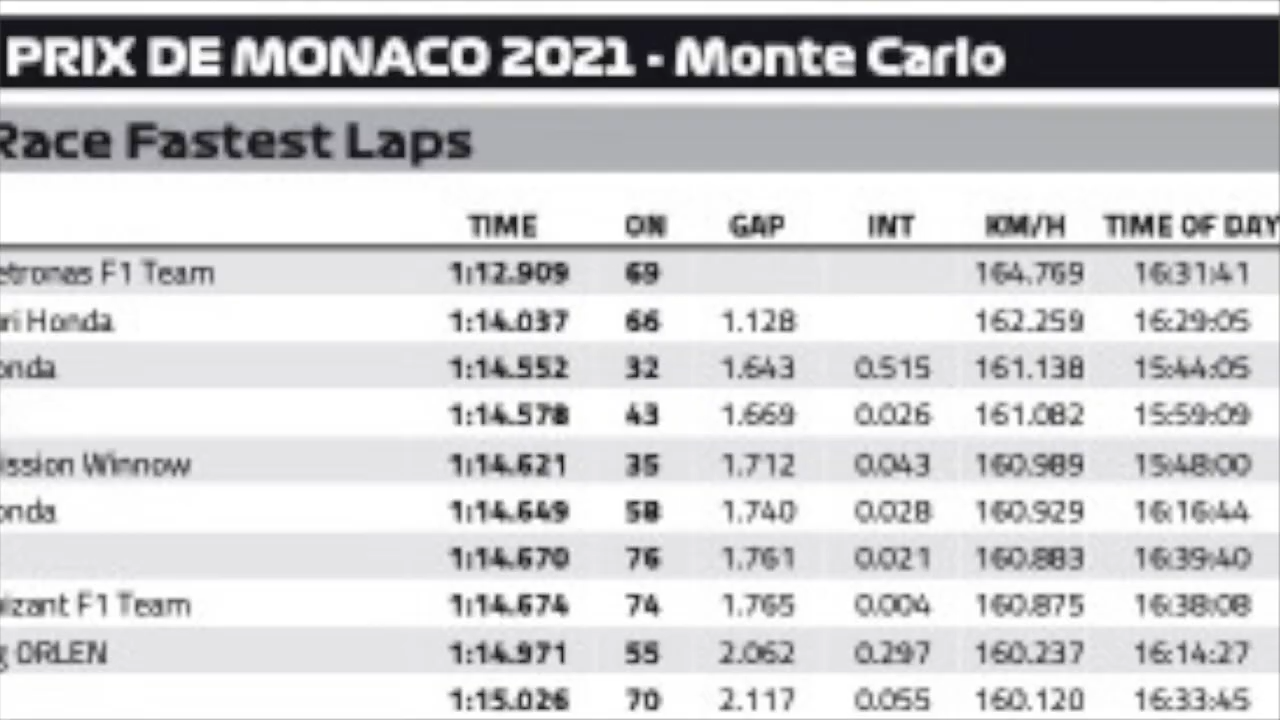 PRIX DE MONACO 2021 - Monte Carlo
Race Fastest Laps
TIME ON GAP INT KM/H TIME OF DAY
etronas F1 Team 1:12.909 69 164.769 16:31:41
ri Honda 1:14.037 66 1.128 162.259 16:29:05
onda 1:14.552 32 1.643 0.515 161.138 15:44:05
1:14.578 43 1.669 0.026 161.082 15:59:09
ission Winnow 1:14.621 35 1.712 0.043 160.989 15:48:00
onda 1:14.649 58 1.740 0.028 160.929 16:16:44
1:14.670 76 1.761 0.021 160.883 16:39:40
izant F1 Team 1:14.674 74 1.765 0.004 160.875 16:38:08
g ORLEN 1:14.971 55 2.062 0.297 160.237 16:14:27
1:15.026 70 2.117 0.055 160.120 16:33:45